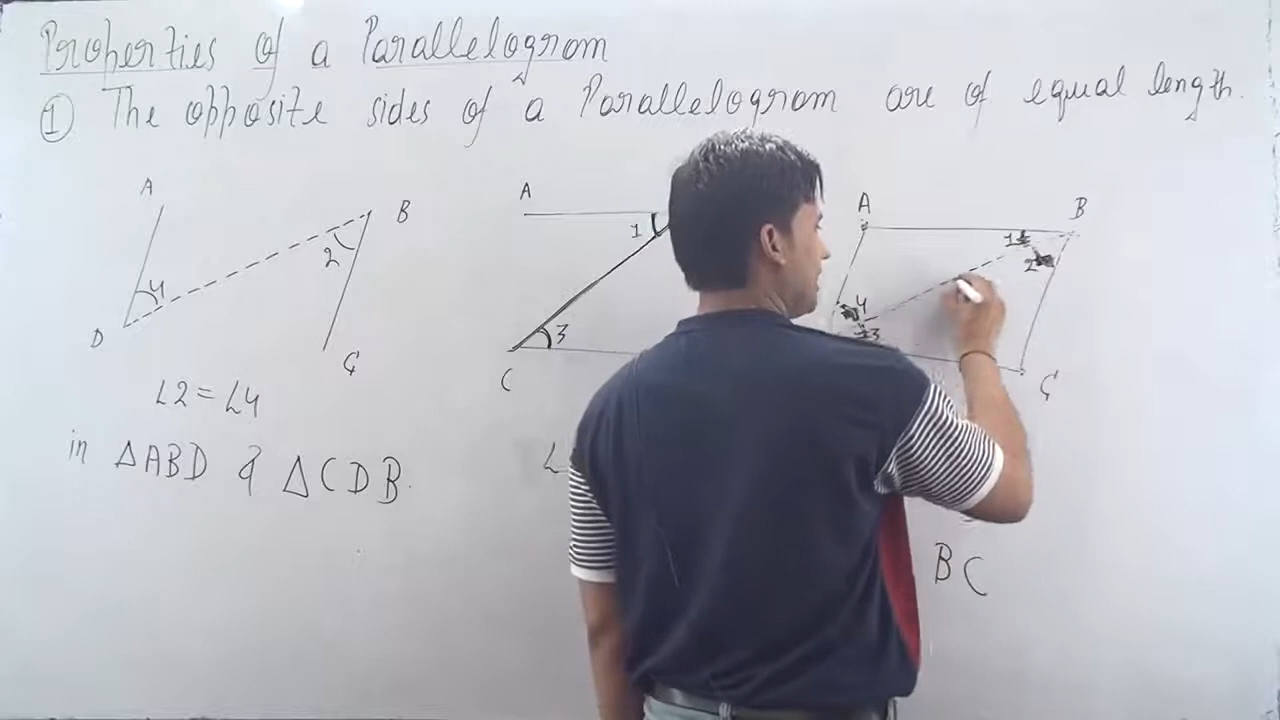 Properties of a Parallelogram
① The opposite sides of a Parallelogram are of equal length.
A
B
4
2
D
C
∠2 = ∠4
in △ABD & △CDB.
A
1
3
C
∠
A
B
1
2
4
3
C
BC